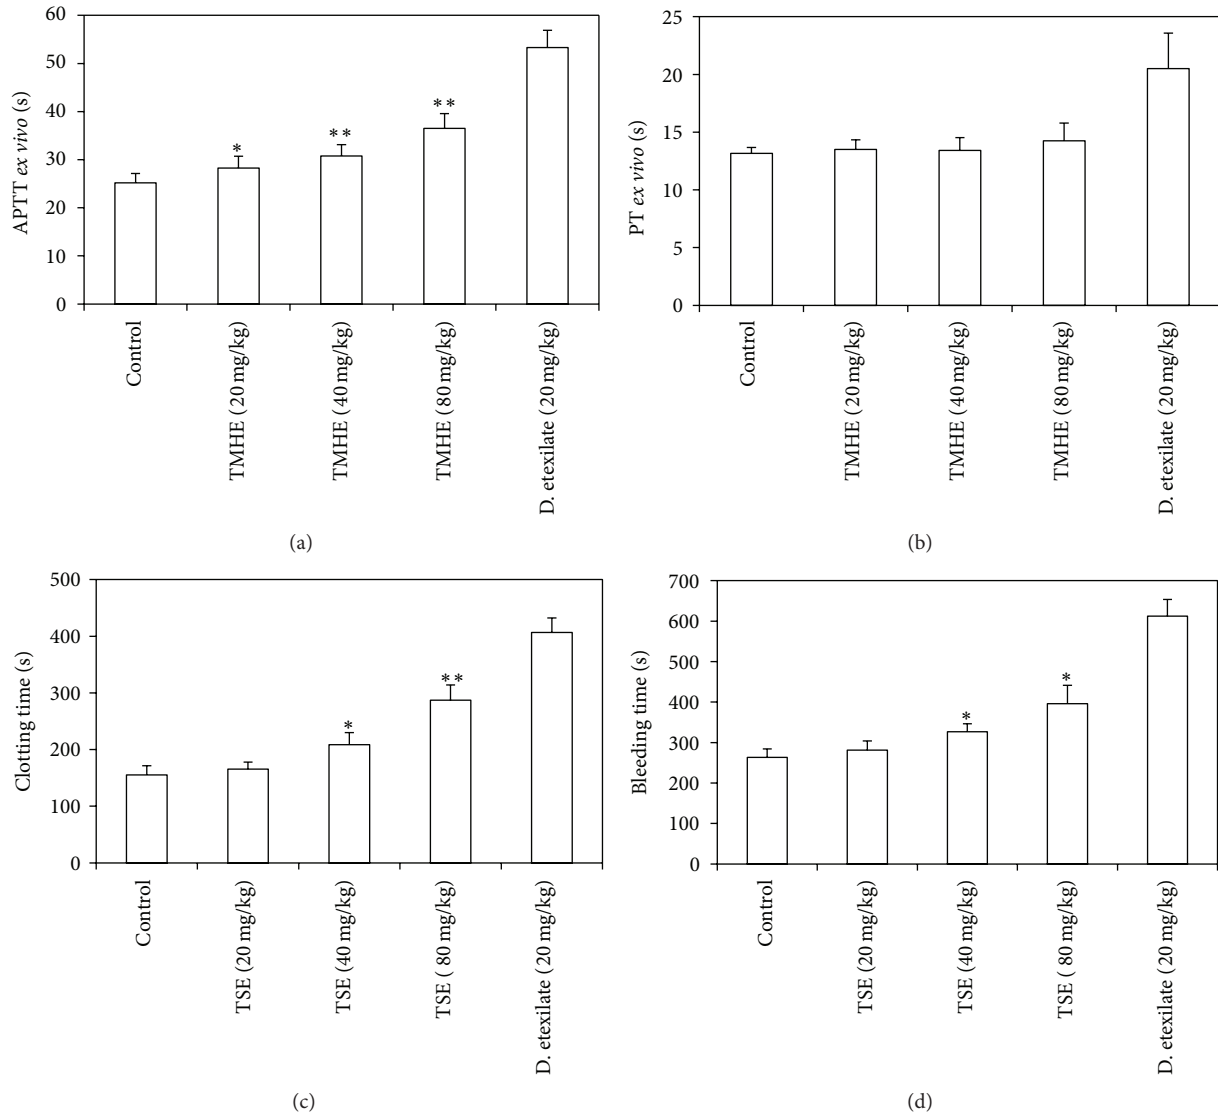 60
50
40
30
20
10
0
APTT ex vivo (s)
*
**
**
Control
TMHE (20 mg/kg)
TMHE (40 mg/kg)
TMHE (80 mg/kg)
D. etexilate (20 mg/kg)
(a)
25
20
15
10
5
0
PT ex vivo (s)
Control
TMHE (20 mg/kg)
TMHE (40 mg/kg)
TMHE (80 mg/kg)
D. etexilate (20 mg/kg)
(b)
500
400
300
200
100
0
Clotting time (s)
*
**
Control
TSE (20 mg/kg)
TSE (40 mg/kg)
TSE ( 80 mg/kg)
D. etexilate (20 mg/kg)
(c)
700
600
500
400
300
200
100
0
Bleeding time (s)
*
*
Control
TSE (20 mg/kg)
TSE (40 mg/kg)
TSE ( 80 mg/kg)
D. etexilate (20 mg/kg)
(d)